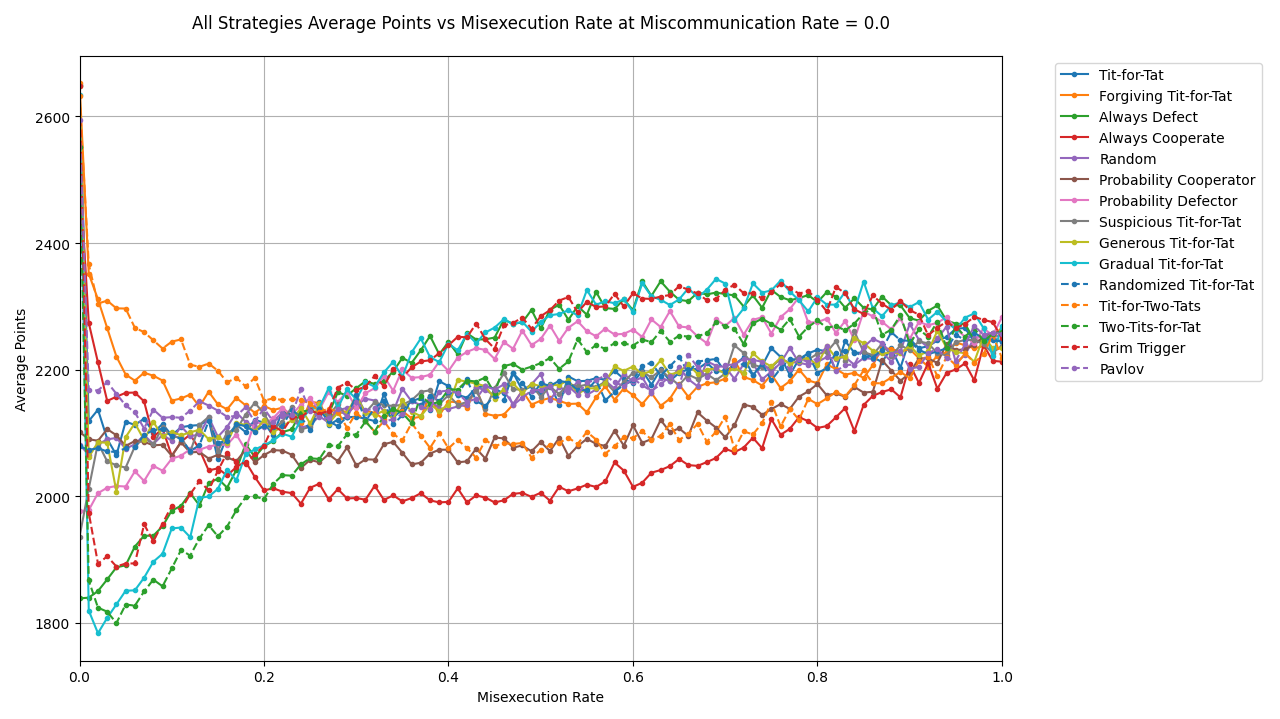 All Strategies Average Points vs Misexecution Rate at Miscommunication Rate = 0.0
Average Points
2600
2400
2200
2000
1800
0.0 0.2 0.4 0.6 0.8 1.0
Misexecution Rate
Tit-for-Tat
Forgiving Tit-for-Tat
Always Defect
Always Cooperate
Random
Probability Cooperator
Probability Defector
Suspicious Tit-for-Tat
Generous Tit-for-Tat
Gradual Tit-for-Tat
Randomized Tit-for-Tat
Tit-for-Two-Tats
Two-Tits-for-Tat
Grim Trigger
Pavlov